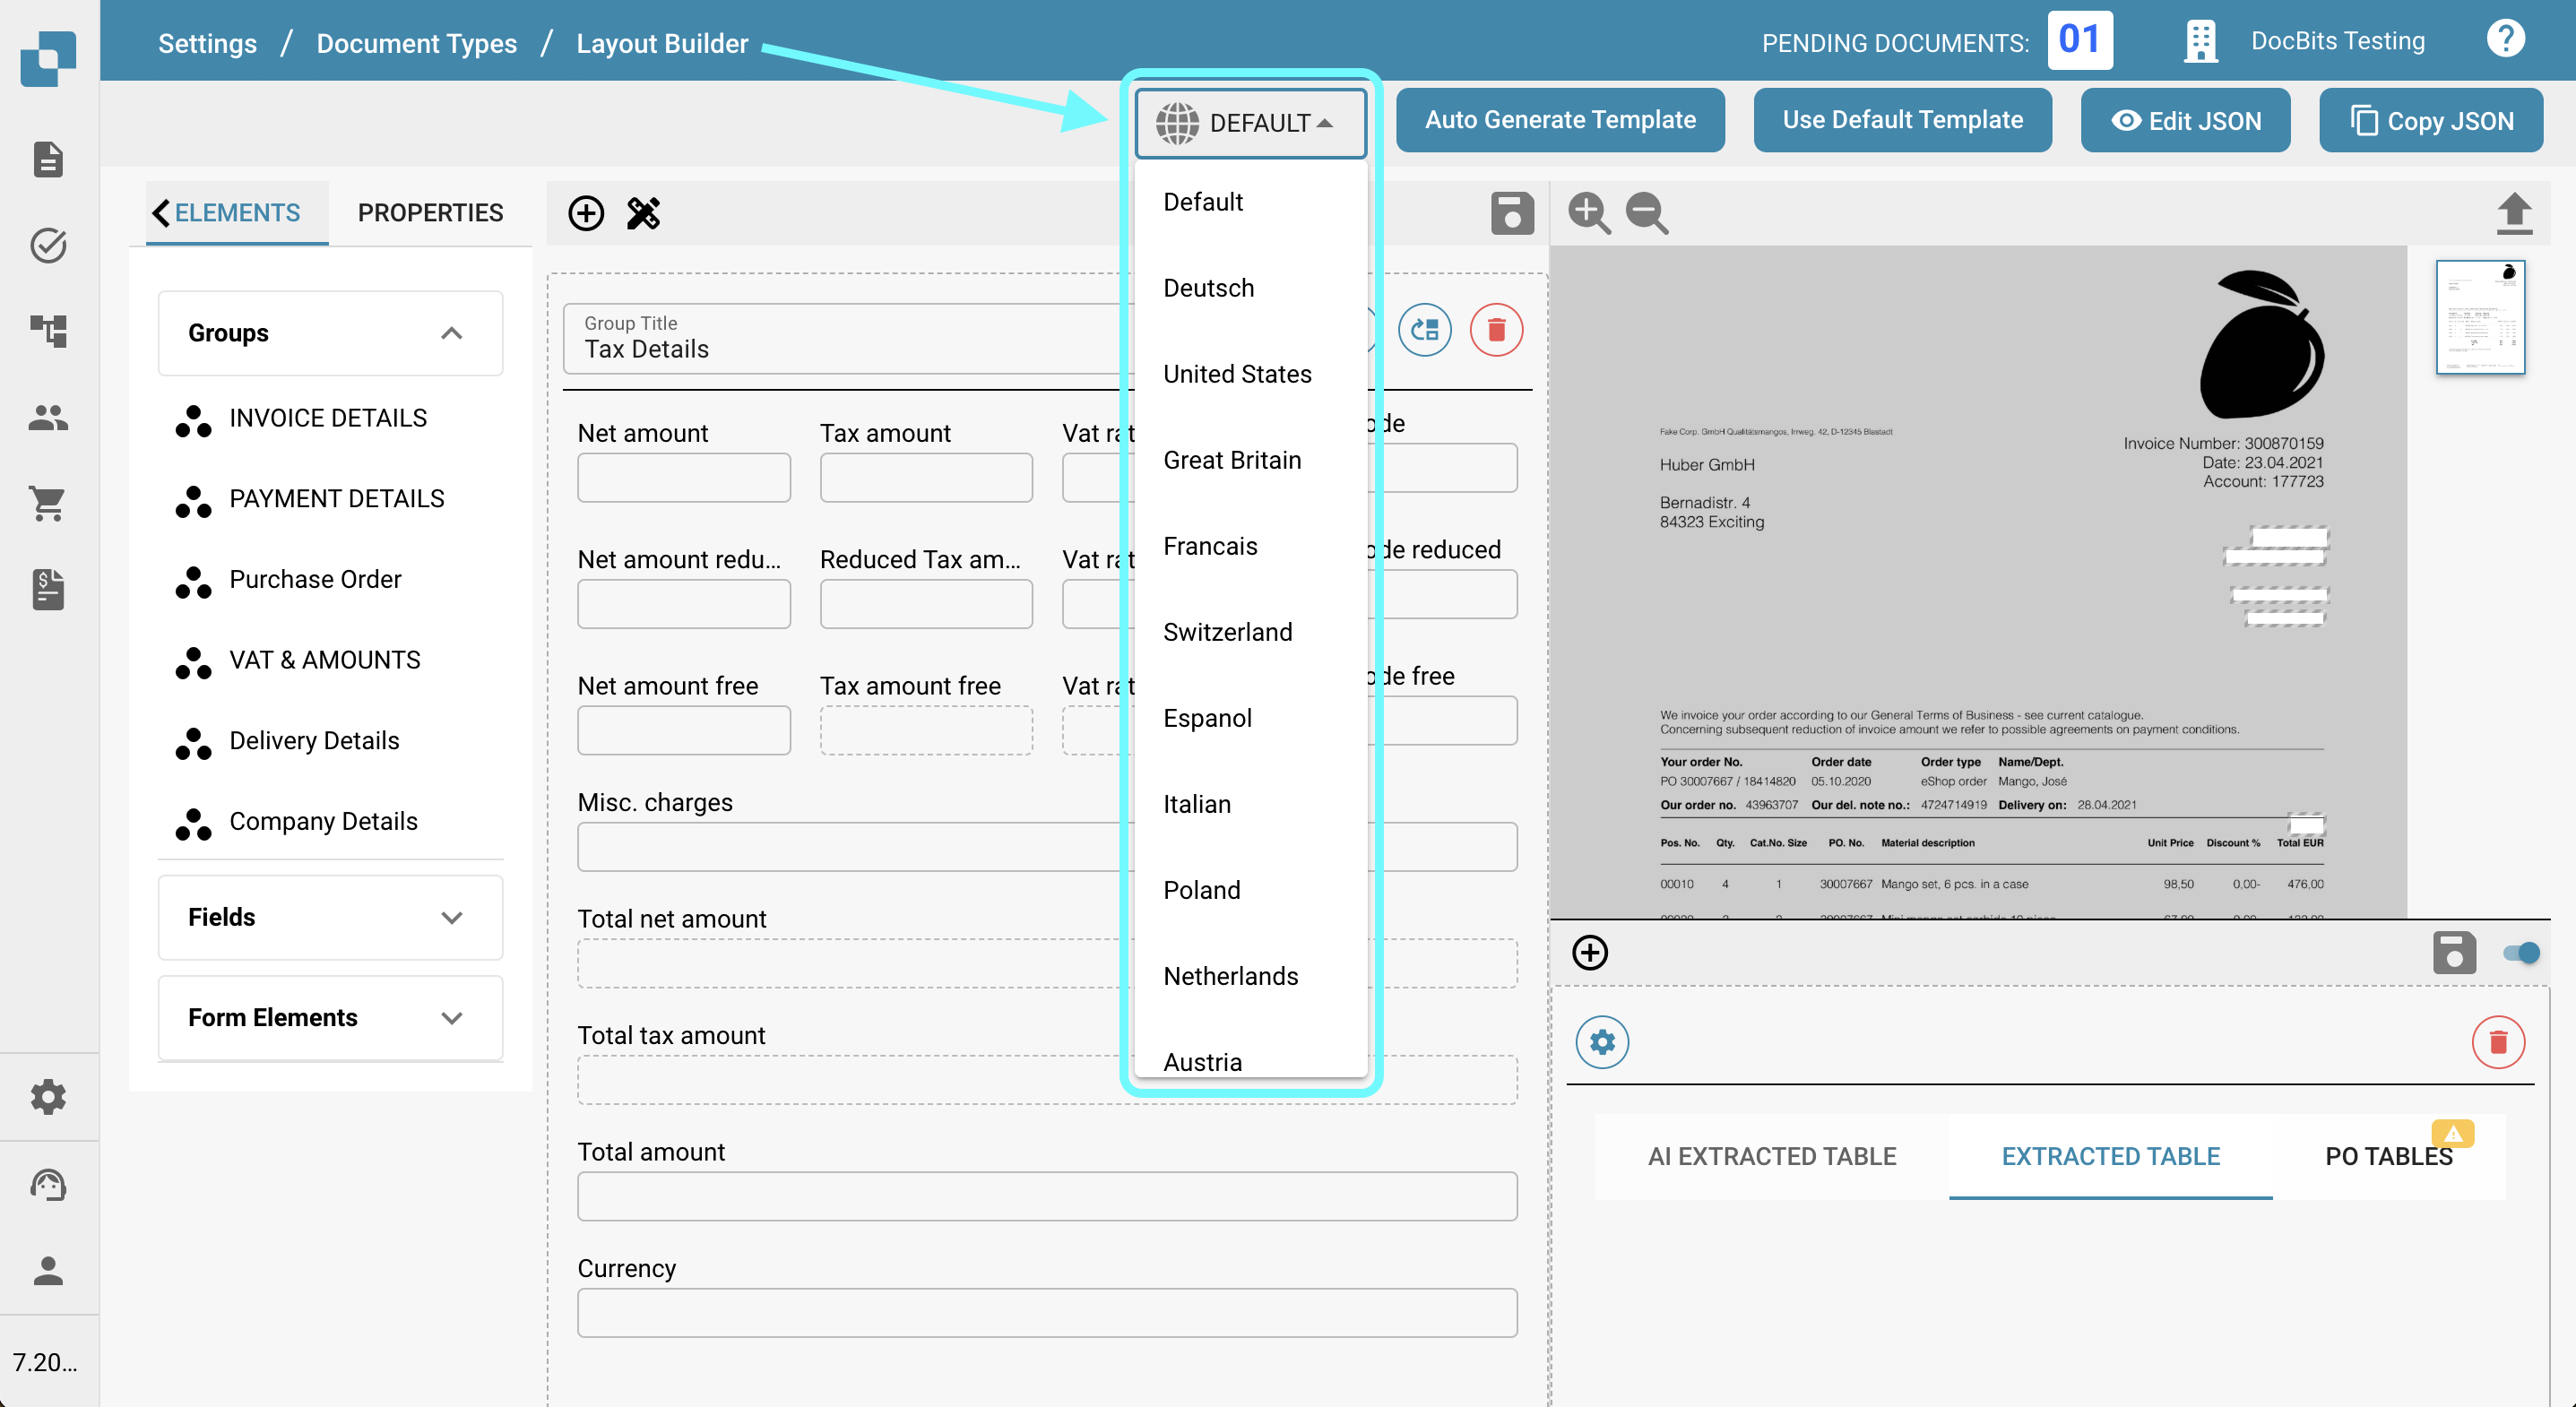 Settings / Document Types / Layout Builder
PENDING DOCUMENTS: 01 DocBits Testing ?
DEFAULT
Auto Generate Template
Use Default Template
Edit JSON
Copy JSON
ELEMENTS PROPERTIES
Groups
INVOICE DETAILS
PAYMENT DETAILS
Purchase Order
VAT & AMOUNTS
Delivery Details
Company Details
Fields
Form Elements
7.20...
Group Title
Tax Details
Net amount Tax amount Vat rat ode
Net amount redu... Reduced Tax am... Vat rat ode reduced
Net amount free Tax amount free Vat rat ode free
Misc. charges
Total net amount
Total tax amount
Total amount
Currency
Default
Deutsch
United States
Great Britain
Francais
Switzerland
Espanol
Italian
Poland
Netherlands
Austria
Fake Corp. GmbH Qualitätsmangos, Irrweg. 42, D-12345 Blastadt
Huber GmbH
Bernadistr. 4
84323 Exciting
Invoice Number: 300870159
Date: 23.04.2021
Account: 177723
We invoice your order according to our General Terms of Business - see current catalogue.
Concerning subsequent reduction of invoice amount we refer to possible agreements on payment conditions.
Your order No. Order date Order type Name/Dept.
PO 30007667 / 18414820 05.10.2020 eShop order Mango, José
Our order no. 43963707 Our del. note no.: 4724714919 Delivery on: 28.04.2021
Pos. No. Qty. Cat.No. Size PO. No. Material description Unit Price Discount % Total EUR
00010 4 1 30007667 Mango set, 6 pcs. in a case 98,50 0,00- 476,00
AI EXTRACTED TABLE EXTRACTED TABLE PO TABLES